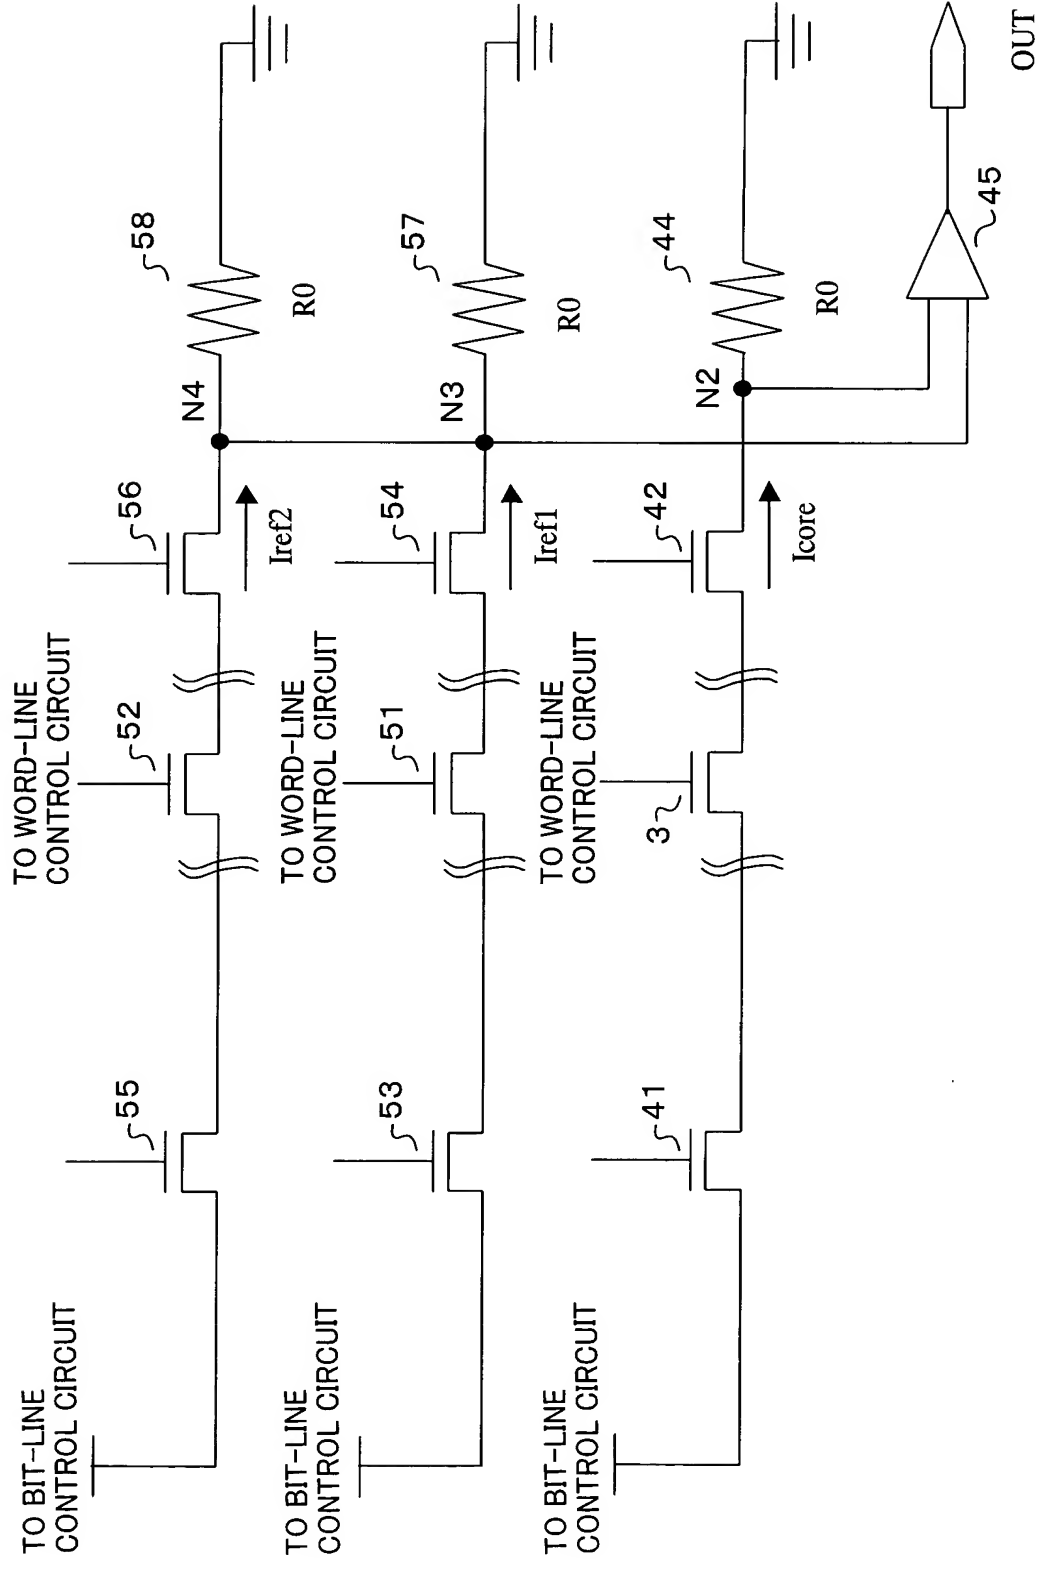 TO BIT-LINE
CONTROL CIRCUIT
55
TO WORD-LINE
CONTROL CIRCUIT
52
56
Iref2
N4
58
R0
TO BIT-LINE
CONTROL CIRCUIT
53
TO WORD-LINE
CONTROL CIRCUIT
51
54
Iref1
N3
57
R0
TO BIT-LINE
CONTROL CIRCUIT
41
TO WORD-LINE
CONTROL CIRCUIT
3
42
Icore
N2
44
R0
45
OUT